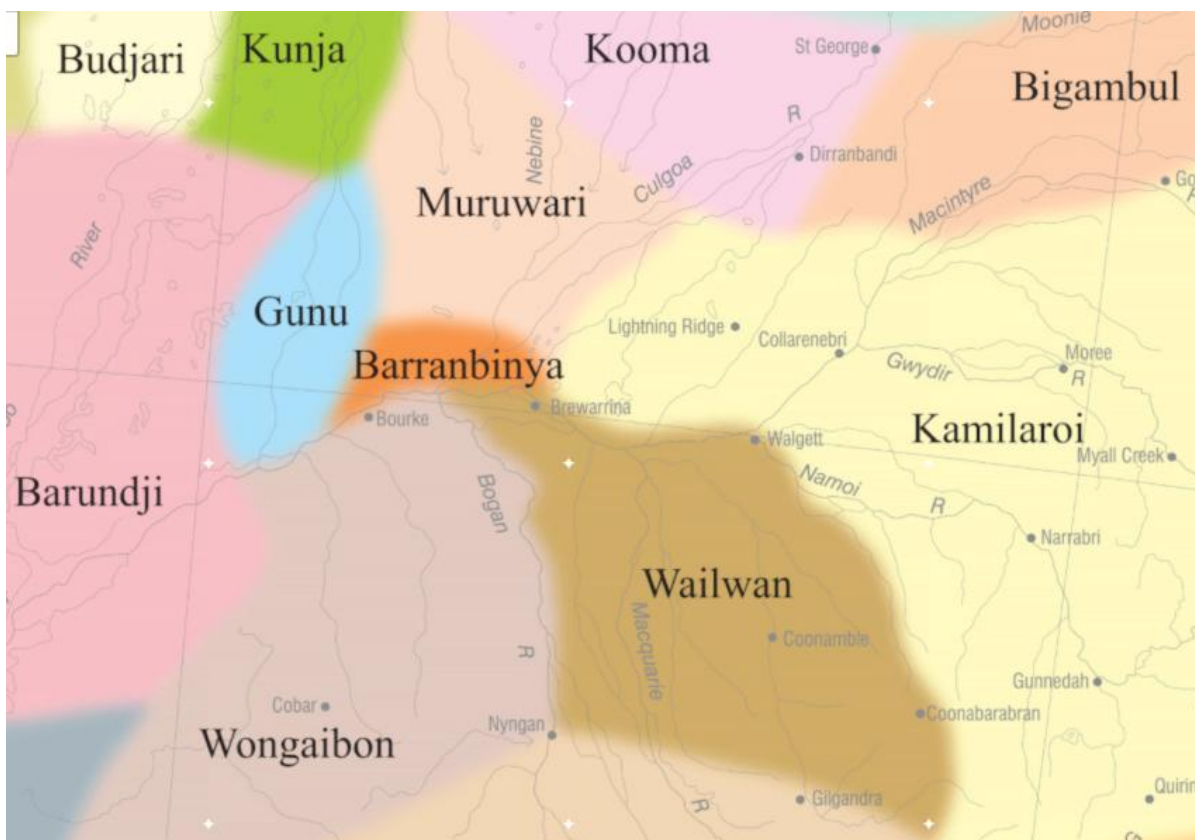 Moonie
St George
Kunja
Kooma
Budjari
Bigambul
R
Nebine
Dirranbandi
Culgoa
Muruwari
Macintyre
River
Gunu
Lightning Ridge
Collarenebri
Moree
Gwydir
R
Barranbinya
Brewarrina
Bourke
Kamilaroi
Walgett
Myall Creek
Namoi
Barundji
Bogan
R
Narrabri
Wailwan
Macquarie
Coonamble
R
Gunnedah
Cobar
Coonabarabran
Nyngan
Wongaibon
Gilgandra
R